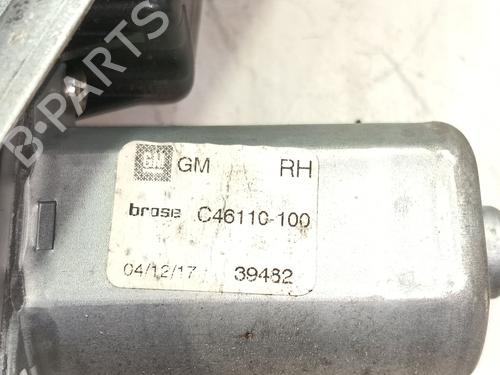 GM GM RH
brose C46110-100
04/12/17 39482
B-PARTS